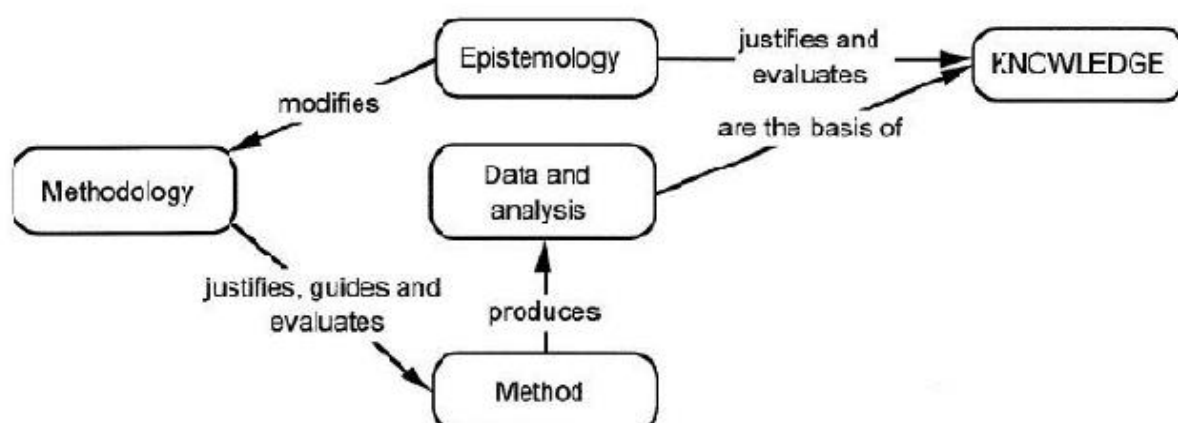 Epistemology
justifies and
evaluates
KNCWLEDGE
modifies
are the basis of
Methodology
Data and
analysis
justifies, guides and
evaluates
produces
Method